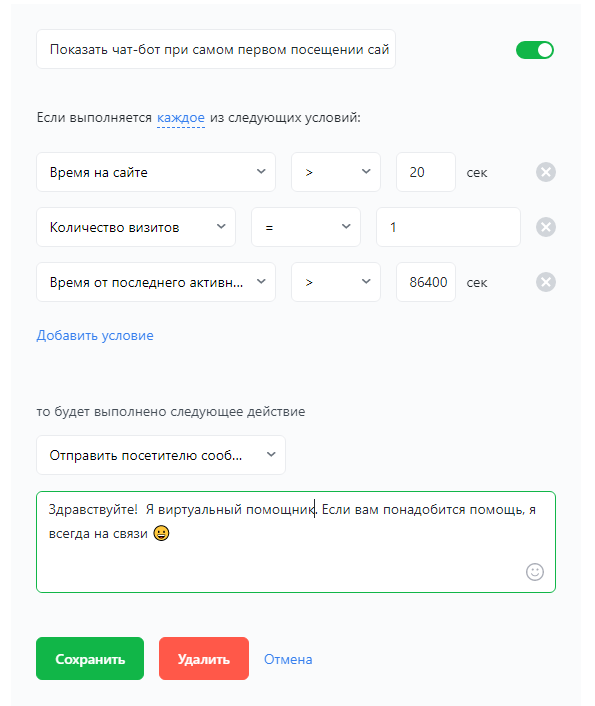 Показать чат-бот при самом первом посещении сай
Если выполняется каждое из следующих условий:
Время на сайте > 20 сек
Количество визитов = 1
Время от последнего активн... > 86400 сек
Добавить условие
то будет выполнено следующее действие
Отправить посетителю сооб...
Здравствуйте!  Я виртуальный помощник. Если вам понадобится помощь, я
всегда на связи 😀
Сохранить Удалить Отмена